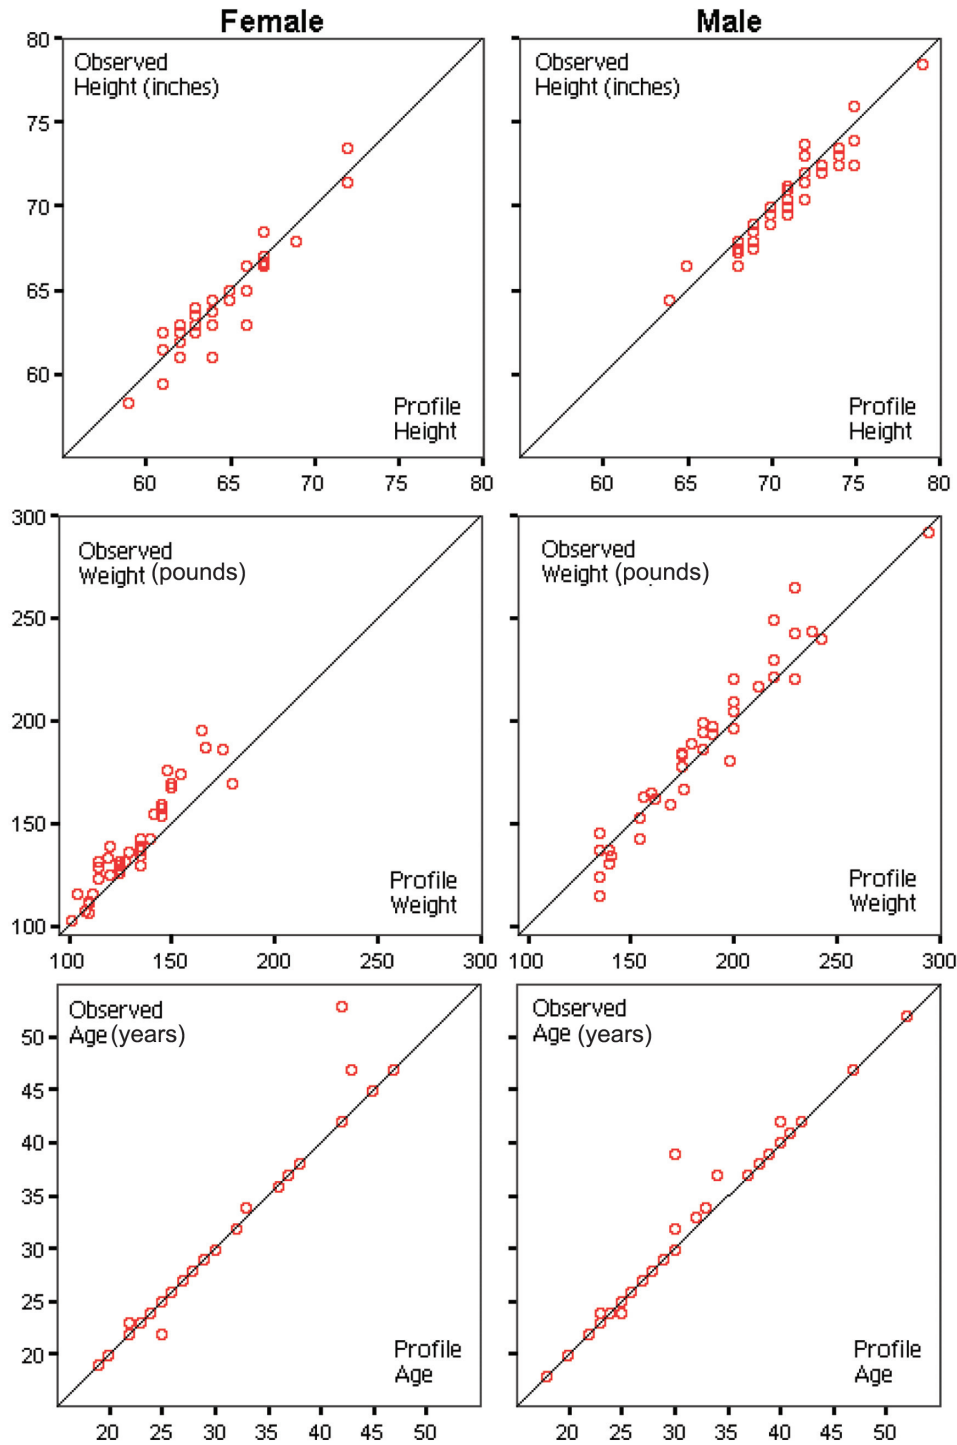 Female
Male
80
75
70
65
60
Observed
Height (inches)
Profile
Height
60 65 70 75 80
Observed
Height (inches)
Profile
Height
60 65 70 75 80
300
250
200
150
100
Observed
Weight (pounds)
Profile
Weight
100 150 200 250 300
Observed
Weight (pounds)
Profile
Weight
100 150 200 250 300
50
45
40
35
30
25
20
Observed
Age (years)
Profile
Age
20 25 30 35 40 45 50
Observed
Age (years)
Profile
Age
20 25 30 35 40 45 50